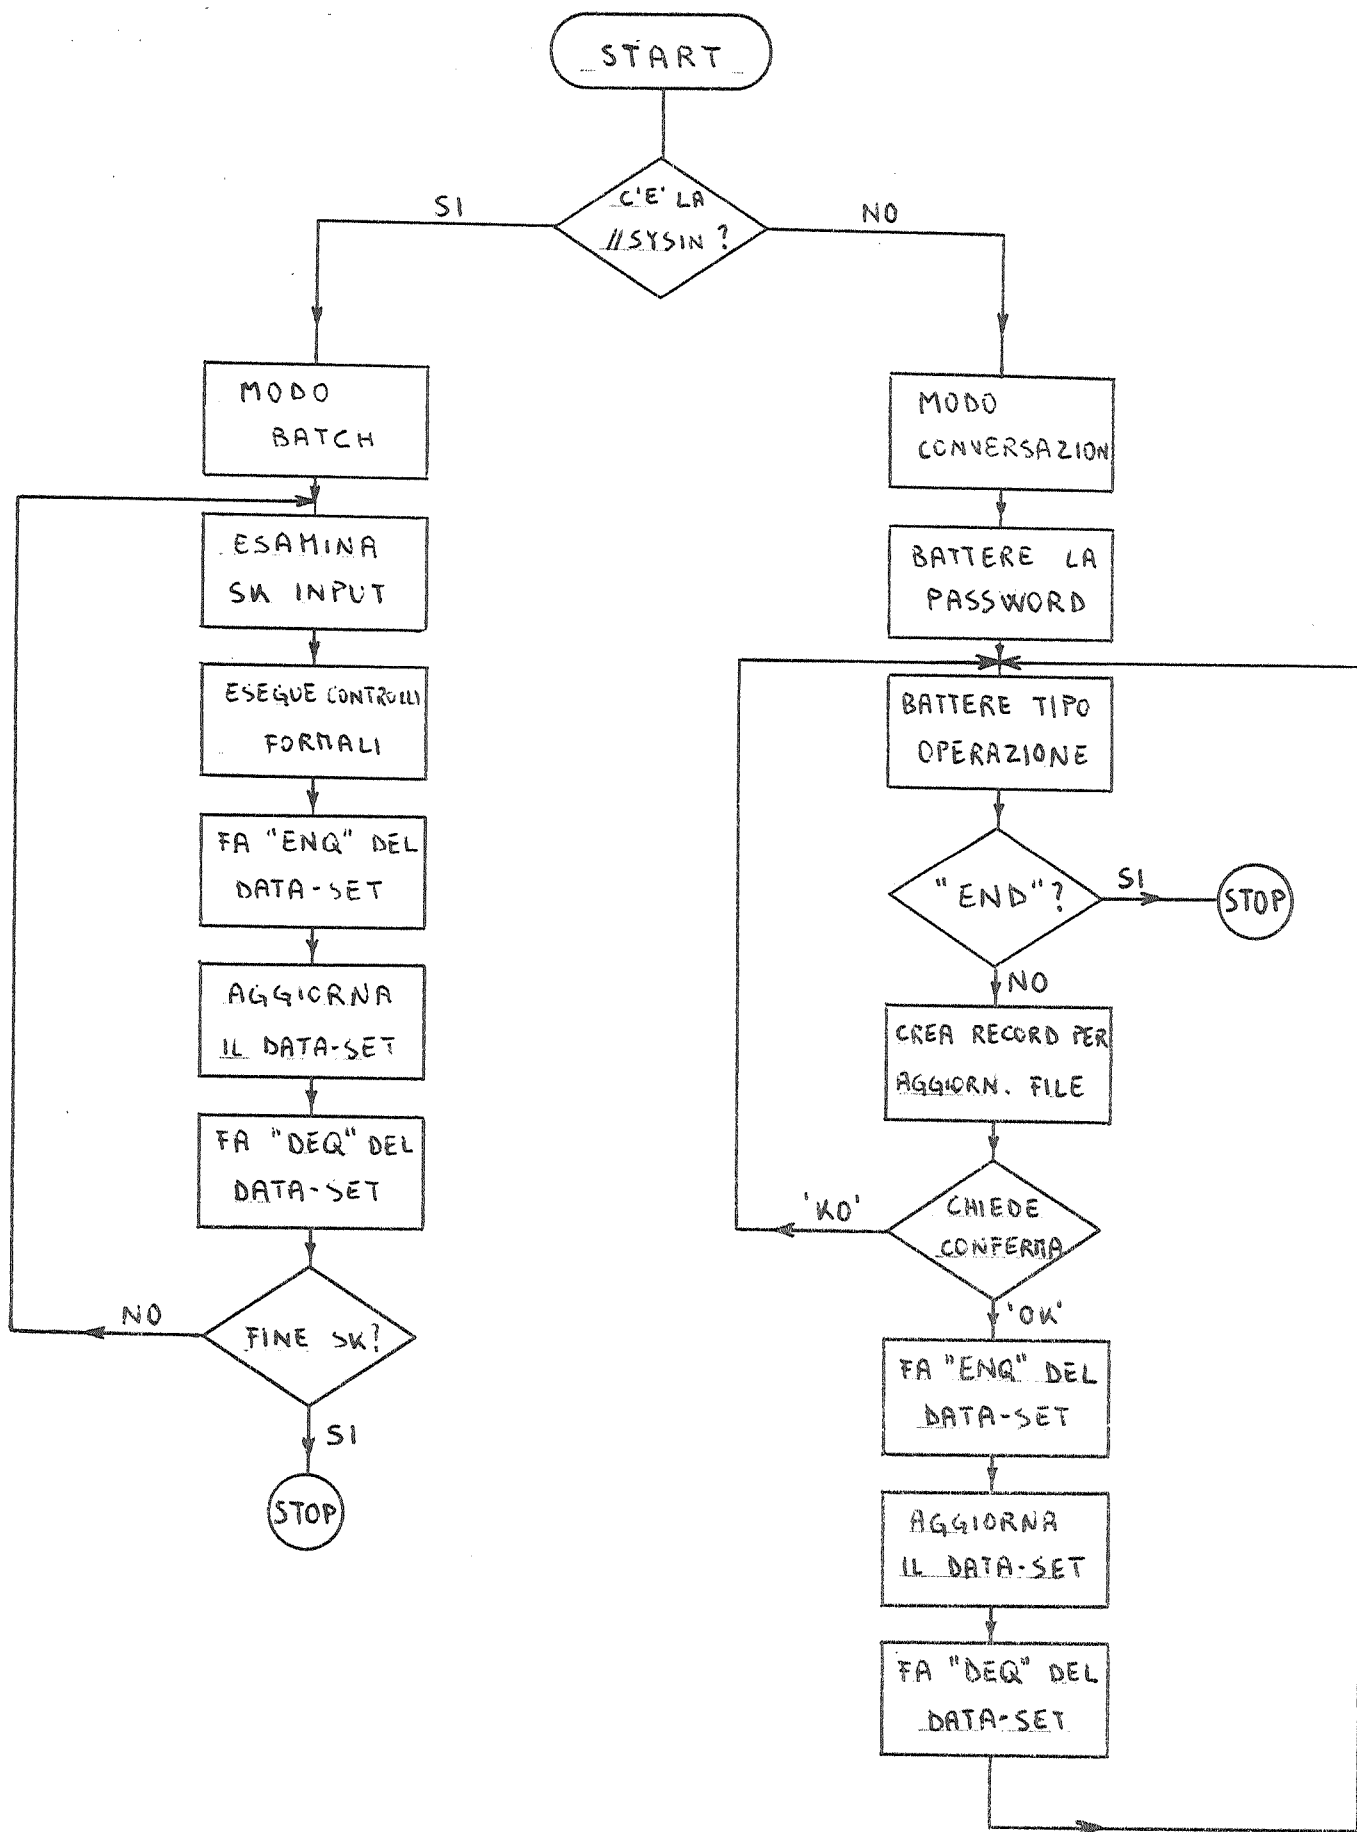 START
C'E' LA
//SYSIN ?
SI
NO
MODO
BATCH
ESAMINA
SK INPUT
ESEGUE CONTROLLI
FORMALI
FA "ENQ" DEL
DATA-SET
AGGIORNA
IL DATA-SET
FA "DEQ" DEL
DATA-SET
FINE SK?
NO
SI
STOP
MODO
CONVERSAZION
BATTERE LA
PASSWORD
BATTERE TIPO
OPERAZIONE
"END"?
SI
STOP
NO
CREA RECORD PER
AGGIORN. FILE
CHIEDE
CONFERMA
'KO'
'OK'
FA "ENQ" DEL
DATA-SET
AGGIORNA
IL DATA-SET
FA "DEQ" DEL
DATA-SET